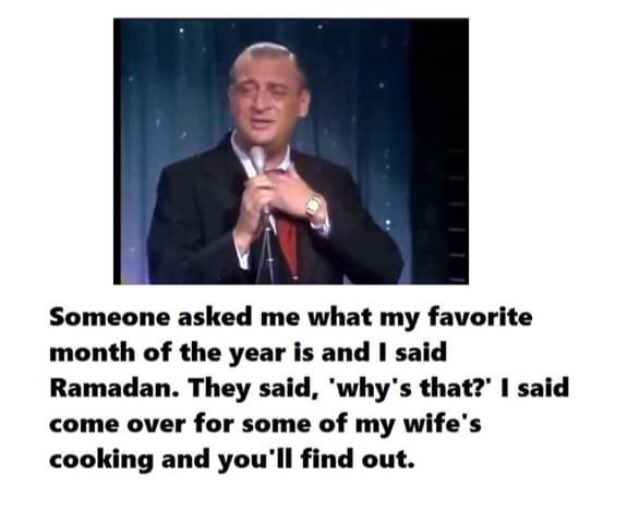 Someone asked me what my favorite
month of the year is and I said
Ramadan. They said, 'why's that?' I said
come over for some of my wife's
cooking and you'll find out.